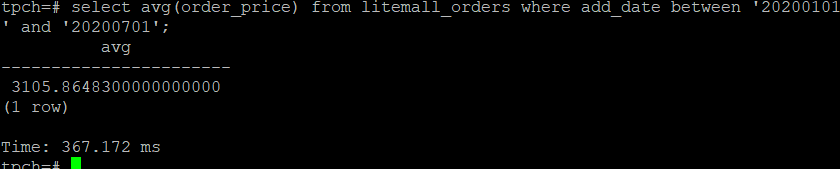 tpch=# select avg(order_price) from litemall_orders where add_date between '20200101
' and '20200701';
          avg
-----------------------
 3105.8648300000000000
(1 row)

Time: 367.172 ms
tpch=#